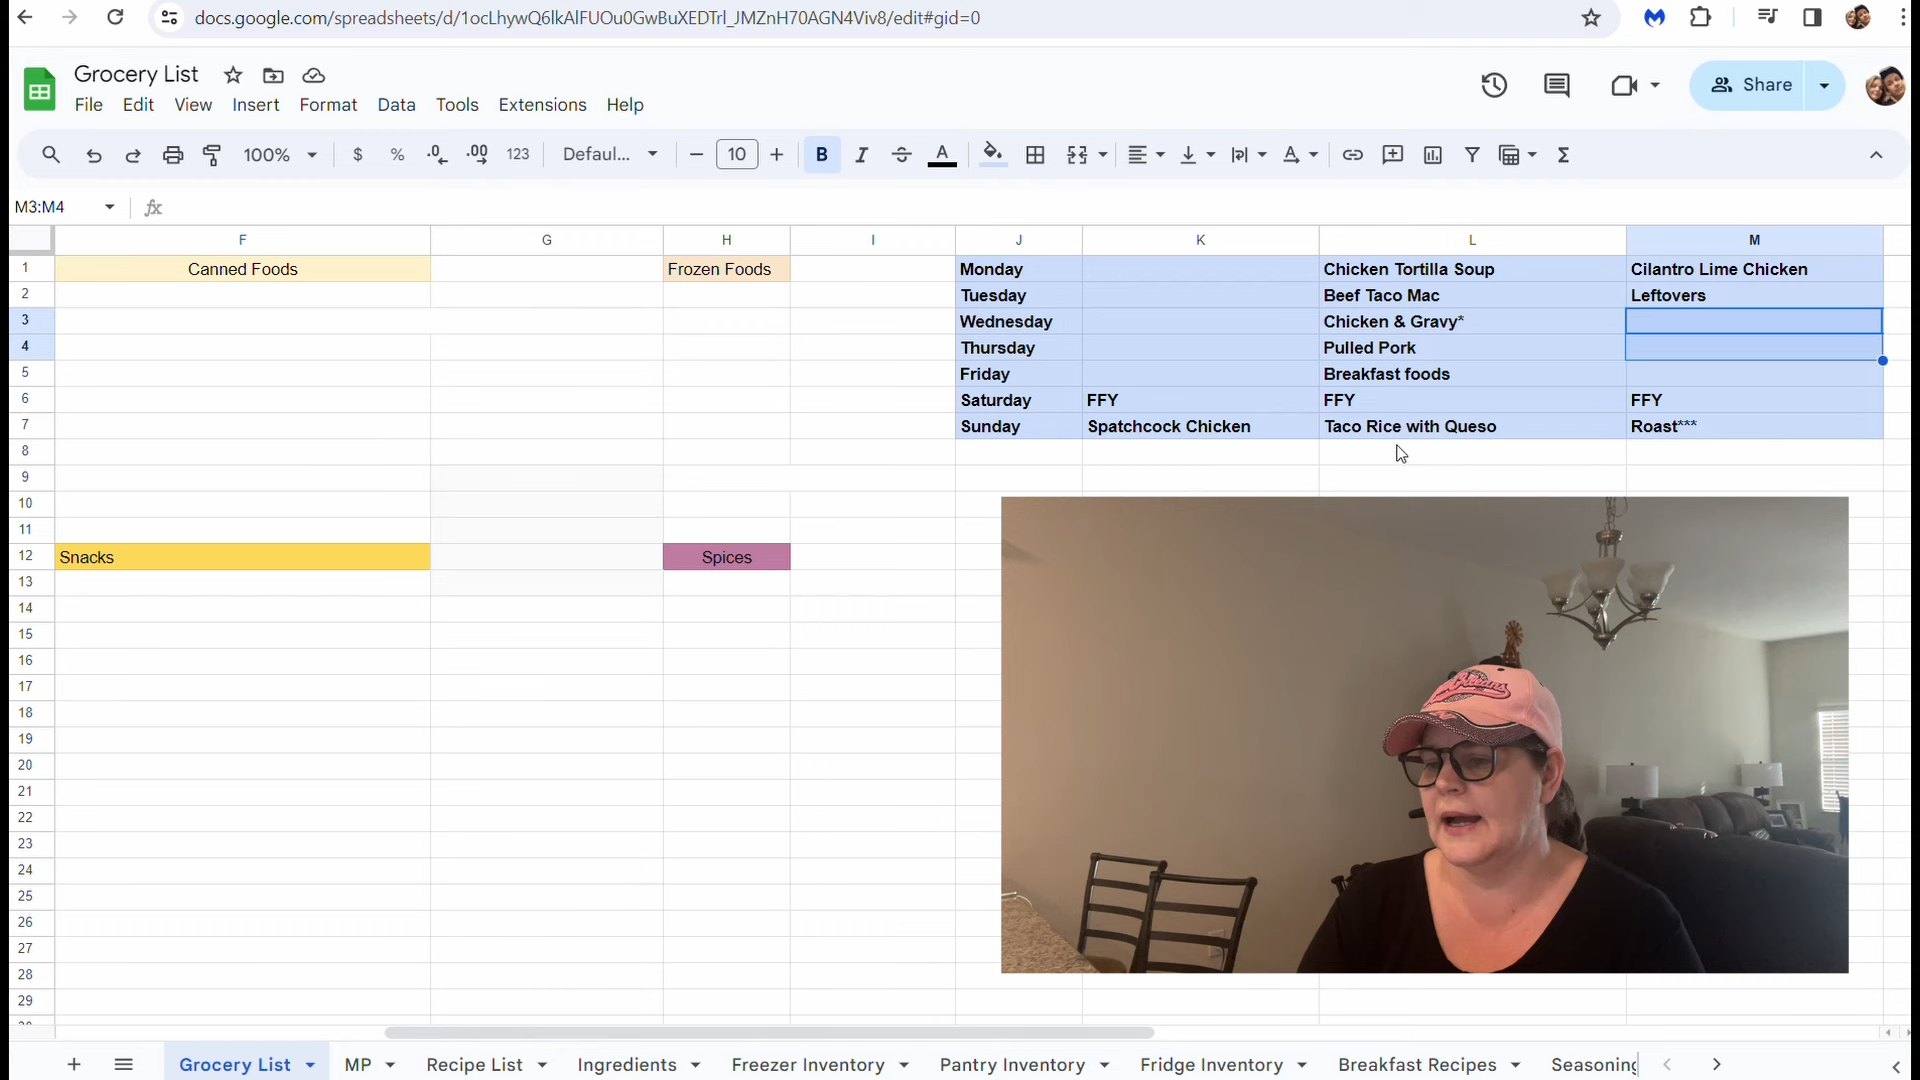 docs.google.com/spreadsheets/d/1ocLhywQ6lkAlFUOu0GwBuXEDTrl_JMZnH70AGN4Viv8/edit#gid=0
Grocery List
File Edit View Insert Format Data Tools Extensions Help
Share
100% $ % .0 .00 123 Defaul... 10 B I A
M3:M4 fx
F G H I J K L M
1 Canned Foods Frozen Foods Monday Chicken Tortilla Soup Cilantro Lime Chicken
2 Tuesday Beef Taco Mac Leftovers
3 Wednesday Chicken & Gravy*
4 Thursday Pulled Pork
5 Friday Breakfast foods
6 Saturday FFY FFY FFY
7 Sunday Spatchcock Chicken Taco Rice with Queso Roast***
8
9
10
11
12 Snacks Spices
13
14
15
16
17
18
19
20
21
22
23
24
25
26
27
28
29
Grocery List MP Recipe List Ingredients Freezer Inventory Pantry Inventory Fridge Inventory Breakfast Recipes Seasoning